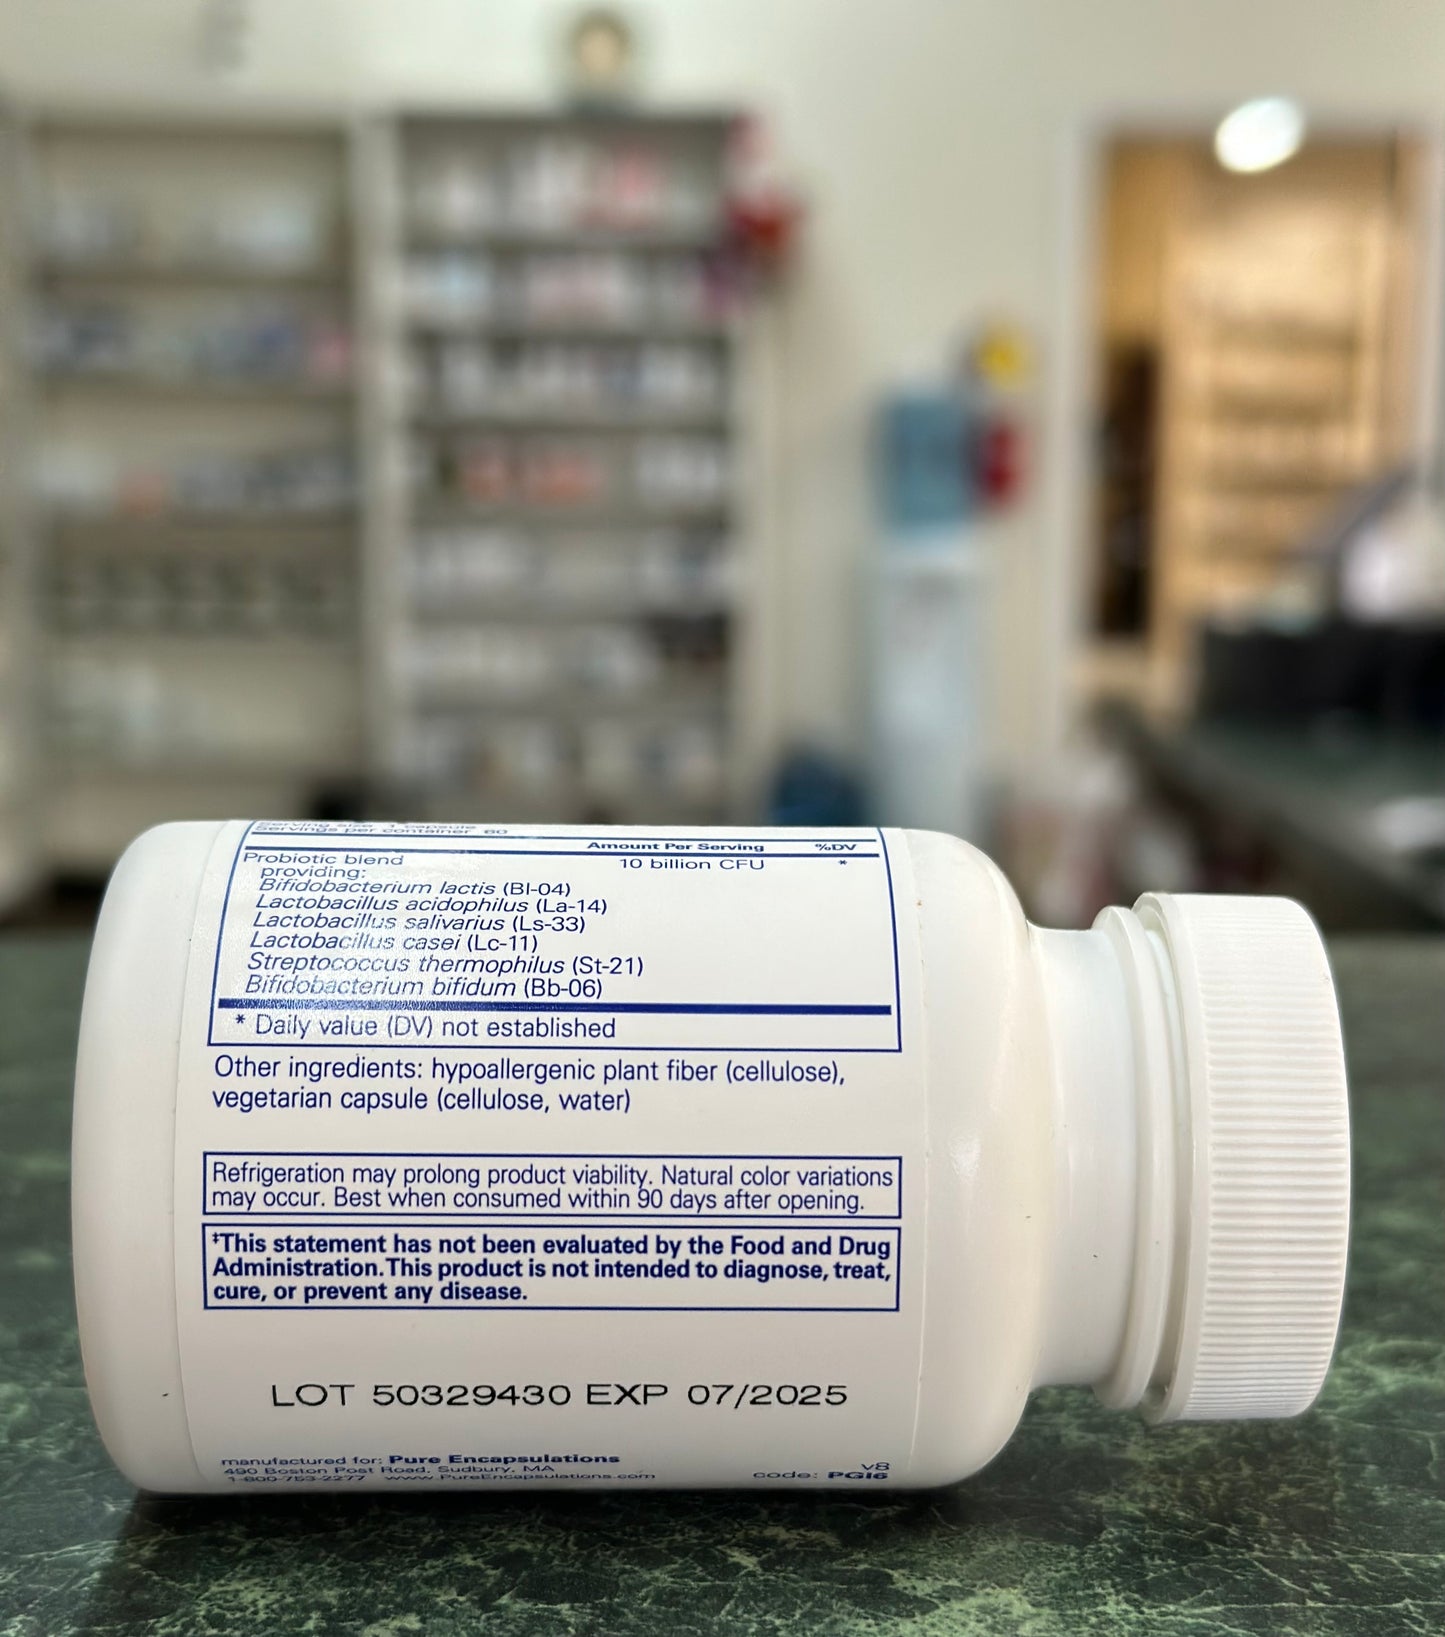 Serving size 1 capsule
Servings per container 60
Amount Per Serving %DV
Probiotic blend 10 billion CFU *
providing:
Bifidobacterium lactis (Bl-04)
Lactobacillus acidophilus (La-14)
Lactobacillus salivarius (Ls-33)
Lactobacillus casei (Lc-11)
Streptococcus thermophilus (St-21)
Bifidobacterium bifidum (Bb-06)
* Daily value (DV) not established
Other ingredients: hypoallergenic plant fiber (cellulose),
vegetarian capsule (cellulose, water)
Refrigeration may prolong product viability. Natural color variations
may occur. Best when consumed within 90 days after opening.
‡This statement has not been evaluated by the Food and Drug
Administration. This product is not intended to diagnose, treat,
cure, or prevent any disease.
LOT 50329430 EXP 07/2025
manufactured for: Pure Encapsulations
490 Boston Post Road, Sudbury, MA v8
1-800-753-2277 www.PureEncapsulations.com code: PGI6